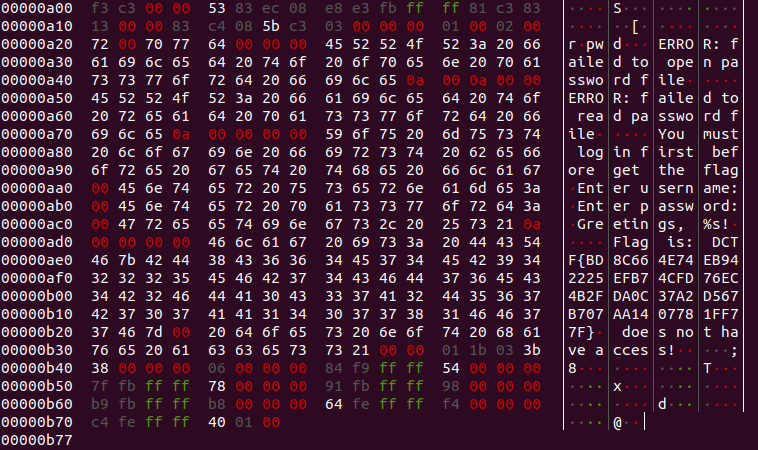 00000a00 f3 c3 00 00 53 83 ec 08 e8 e3 fb ff ff 81 c3 83 ····S···········
00000a10 13 00 00 83 c4 08 5b c3 03 00 00 00 01 00 02 00 ······[·········
00000a20 72 00 70 77 64 00 00 00 45 52 52 4f 52 3a 20 66 r·pwd···ERROR: f
00000a30 61 69 6c 65 64 20 74 6f 20 6f 70 65 6e 20 70 61 ailed to open pa
00000a40 73 73 77 6f 72 64 20 66 69 6c 65 0a 00 0a 00 00 ssword file·····
00000a50 45 52 52 4f 52 3a 20 66 61 69 6c 65 64 20 74 6f ERROR: failed to
00000a60 20 72 65 61 64 20 70 61 73 73 77 6f 72 64 20 66  read password f
00000a70 69 6c 65 0a 00 00 00 00 59 6f 75 20 6d 75 73 74 ile·····You must
00000a80 20 6c 6f 67 69 6e 20 66 69 72 73 74 20 62 65 66  login first bef
00000a90 6f 72 65 20 67 65 74 20 74 68 65 20 66 6c 61 67 ore get the flag
00000aa0 00 45 6e 74 65 72 20 75 73 65 72 6e 61 6d 65 3a ·Enter username:
00000ab0 00 45 6e 74 65 72 20 70 61 73 73 77 6f 72 64 3a ·Enter password:
00000ac0 00 47 72 65 65 74 69 6e 67 73 2c 20 25 73 21 0a ·Greetings, %s!·
00000ad0 00 00 00 00 46 6c 61 67 20 69 73 3a 20 44 43 54 ····Flag is: DCT
00000ae0 46 7b 42 44 38 43 36 36 34 45 37 34 45 42 39 34 F{BD8C664E74EB94
00000af0 32 32 32 35 45 46 42 37 34 43 46 44 37 36 45 43 2225EFB74CFD76EC
00000b00 34 42 32 46 44 41 30 43 33 37 41 32 44 35 36 37 4B2FDA0C37A2D567
00000b10 42 37 30 37 41 41 31 34 30 37 37 38 31 46 46 37 B707AA1407781FF7
00000b20 37 46 7d 00 20 64 6f 65 73 20 6e 6f 74 20 68 61 7F}· does not ha
00000b30 76 65 20 61 63 63 65 73 73 21 00 00 01 1b 03 3b ve access!·····;
00000b40 38 00 00 00 06 00 00 00 84 f9 ff ff 54 00 00 00 8···········T···
00000b50 7f fb ff ff 78 00 00 00 91 fb ff ff 98 00 00 00 ····x···········
00000b60 b9 fb ff ff b8 00 00 00 64 fe ff ff f4 00 00 00 ········d·······
00000b70 c4 fe ff ff 40 01 00 ····@··
00000b77